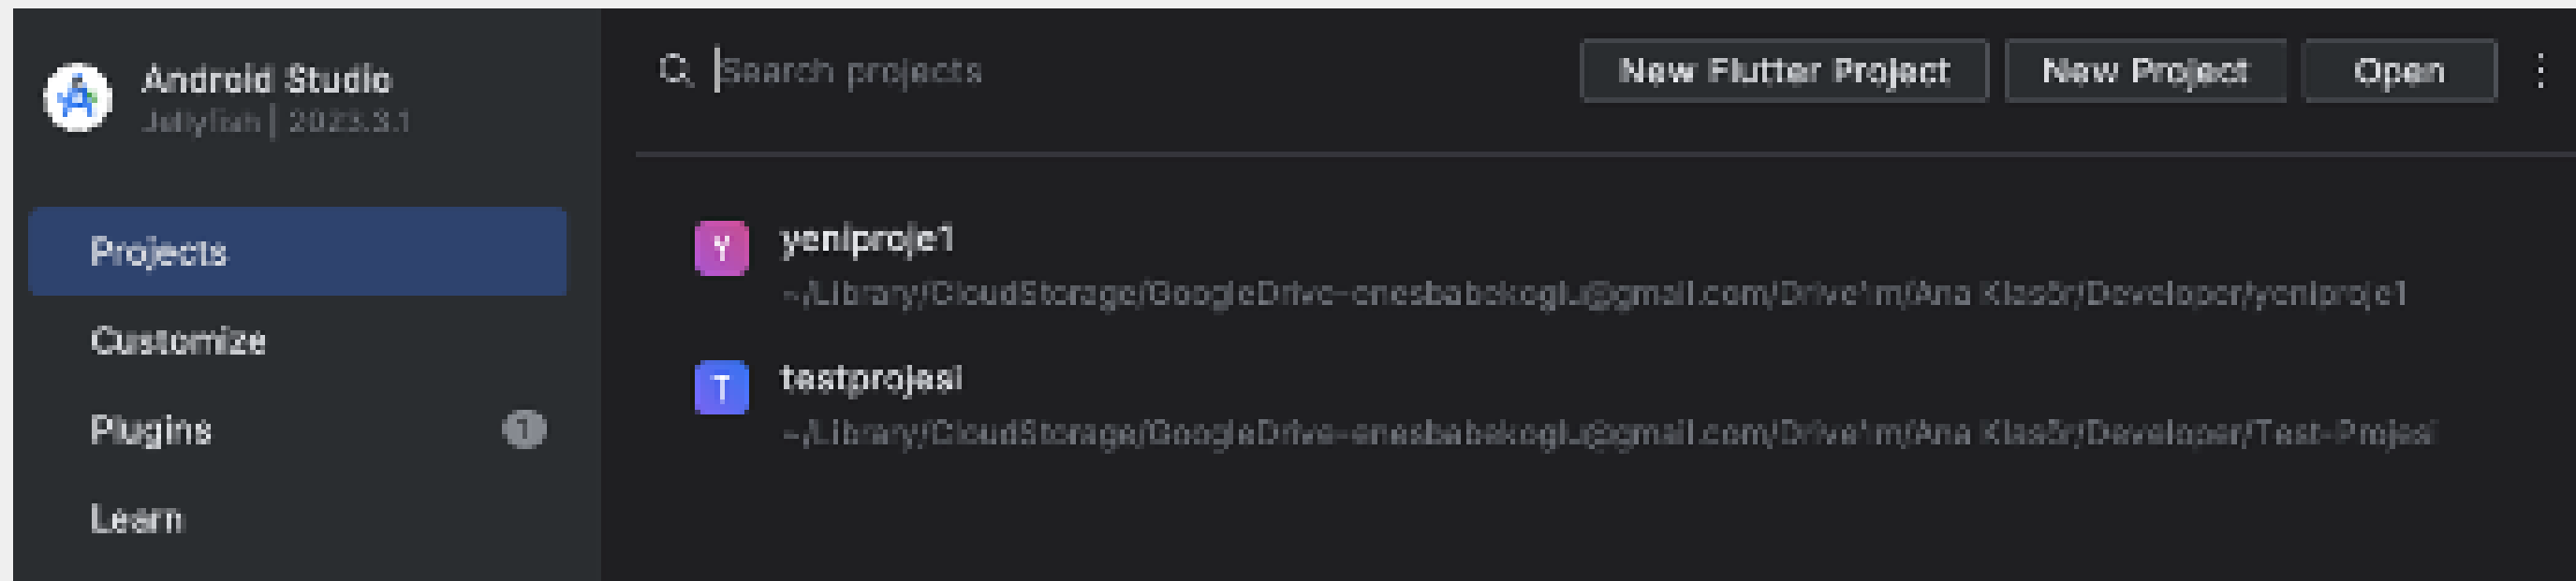 Android Studio
Jellyfish | 2023.3.1
Search projects
New Flutter Project
New Project
Open
Projects
Customize
Plugins
1
Learn
Y
yeniproje1
~/Library/CloudStorage/GoogleDrive-enesbabekoglu@gmail.com/Drive'ım/Ana Klasör/Developer/yeniproje1
T
testprojesi
~/Library/CloudStorage/GoogleDrive-enesbabekoglu@gmail.com/Drive'ım/Ana Klasör/Developer/Test-Projesi